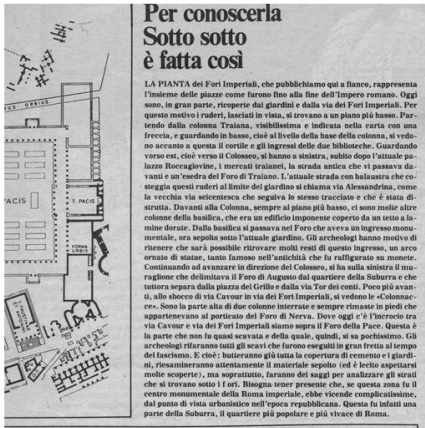 Per conoscerla
Sotto sotto
è fatta così
LA PIANTA dei Fori Imperiali, che pubblichiamo qui a fianco, rappresenta
l'insieme delle piazze come furono fino alla fine dell'Impero romano. Oggi
sono, in gran parte, ricoperte dai giardini e dalla via dei Fori Imperiali. Per
questo motivo i ruderi, lasciati in vista, si trovano a un piano più basso. Par-
tendo dalla colonna Traiana, visibilissima e indicata nella carta con una
freccia, e guardando in basso, cioè al livello della base della colonna, si vedo-
no accanto a questa il cortile e gli ingressi delle due biblioteche. Guardando
verso est, cioè verso il Colosseo, si hanno a sinistra, subito dopo l'attuale pa-
lazzo Roccagiovine, i mercati traianei, la strada antica che vi passava da-
vanti e un'esedra del Foro di Traiano. L'attuale strada con balaustra che co-
steggia questi ruderi al limite del giardino si chiama via Alessandrina, come
la vecchia via seicentesca che seguiva lo stesso tracciato e che è stata di-
strutta. Davanti alla Colonna, sempre al piano più basso, ci sono molte altre
colonne della basilica, che era un edificio imponente coperto da un tetto a la-
mine dorate. Dalla basilica si passava nel Foro che aveva un ingresso monu-
mentale, ora sepolto sotto l'attuale giardino. Gli archeologi hanno motivo di
ritenere che sarà possibile ritrovare molti resti di questo ingresso, un arco
ornato di statue, tanto famoso nell'antichità che fu raffigurato su monete.
Continuando ad avanzare in direzione del Colosseo, si ha sulla sinistra il mu-
raglione che delimitava il Foro di Augusto dal quartiere della Suburra e che
tuttora separa dalla piazza del Grillo e dalla via Tor dei conti. Poco più avan-
ti, allo sbocco di via Cavour in via dei Fori Imperiali, si vedono le «Colonnac-
ce». Sono la parte alta di due colonne interrate e sempre rimaste in piedi che
appartenevano al porticato del Foro di Nerva. Dove oggi c'è l'incrocio tra
via Cavour e via dei Fori Imperiali siamo sopra il Foro della Pace. Questa è
la parte che non fu quasi scavata e della quale, quindi, si sa pochissimo. Gli
archeologi rifaranno tutti gli scavi che furono eseguiti in gran fretta al tempo
del fascismo. E cioè: butteranno giù tutta la copertura di cemento e i giardi-
ni, riesamineranno attentamente il materiale sepolto (ed è lecito aspettarsi
molte scoperte), ma soprattutto, faranno dei saggi per analizzare gli strati
che si trovano sotto i fori. Bisogna tener presente che, se questa zona fu il
centro monumentale della Roma imperiale, ebbe vicende complicatissime,
dal punto di vista urbanistico nell'epoca repubblicana. Questa fu infatti una
parte della Suburra, il quartiere più popolare e più vivace di Roma.
PACIS
T. PACIS
FORMA
URBIS